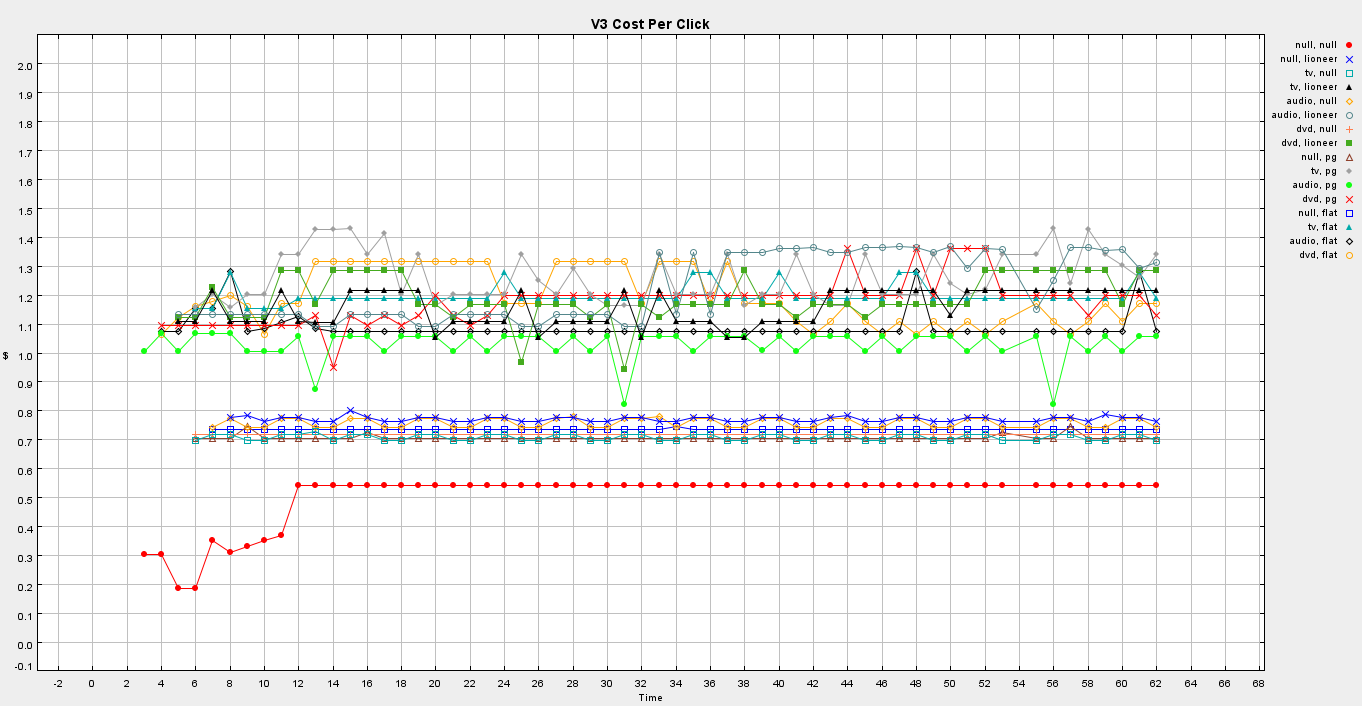 V3 Cost Per Click
2.0
1.9
1.8
1.7
1.6
1.5
1.4
1.3
1.2
1.1
1.0
0.9
0.8
0.7
0.6
0.5
0.4
0.3
0.2
0.1
0.0
-0.1
$
-2 0 2 4 6 8 10 12 14 16 18 20 22 24 26 28 30 32 34 36 38 40 42 44 46 48 50 52 54 56 58 60 62 64 66 68
Time
null, null
null, lioneer
tv, null
tv, lioneer
audio, null
audio, lioneer
dvd, null
dvd, lioneer
null, pg
tv, pg
audio, pg
dvd, pg
null, flat
tv, flat
audio, flat
dvd, flat